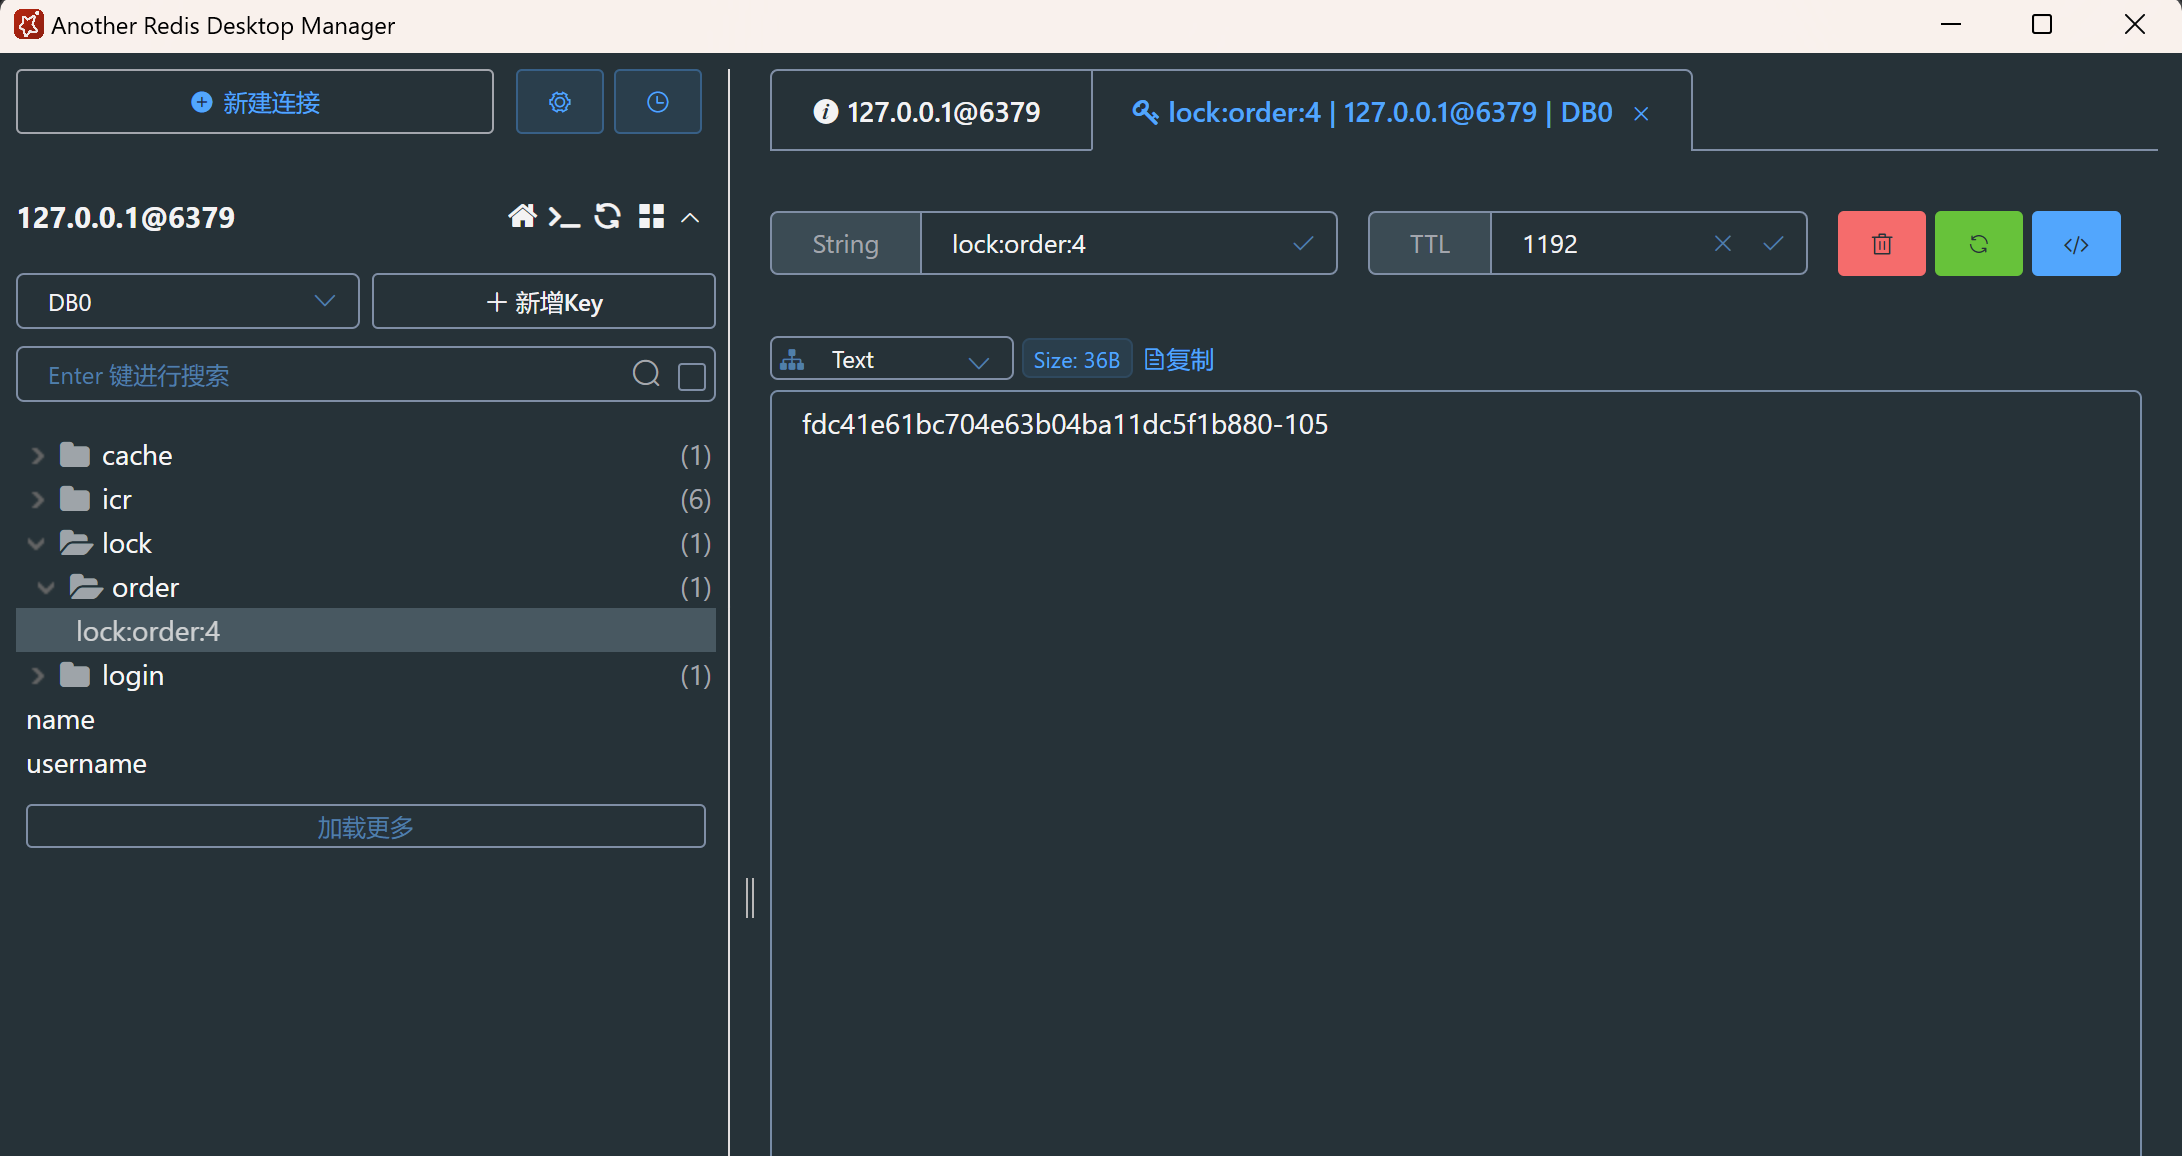 Another Redis Desktop Manager
新建连接
127.0.0.1@6379
DB0
新增Key
Enter 键进行搜索
cache (1)
icr (6)
lock (1)
order (1)
lock:order:4
login (1)
name
username
加载更多
127.0.0.1@6379
lock:order:4 | 127.0.0.1@6379 | DB0
String lock:order:4
TTL 1192
Text Size: 36B 复制
fdc41e61bc704e63b04ba11dc5f1b880-105